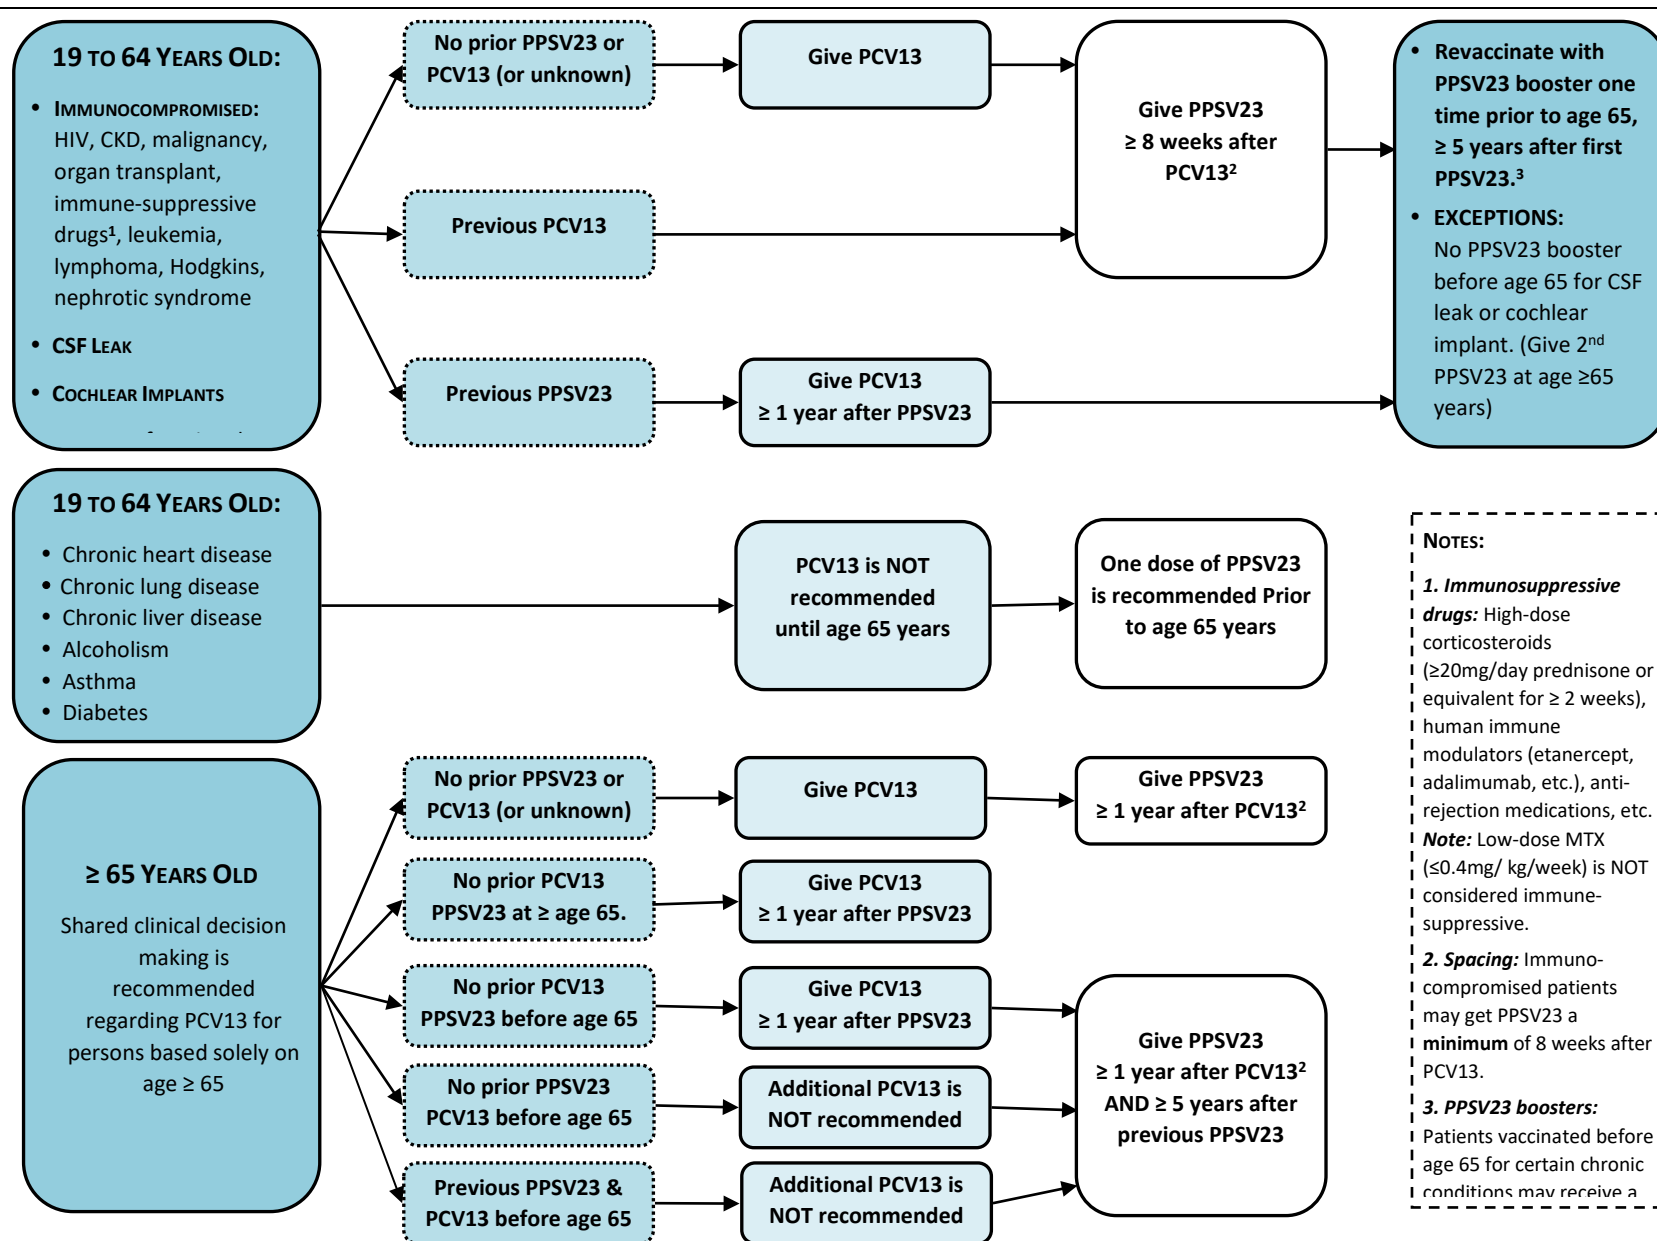 19 TO 64 YEARS OLD:
• IMMUNOCOMPROMISED:
HIV, CKD, malignancy,
organ transplant,
immune-suppressive
drugs¹, leukemia,
lymphoma, Hodgkins,
nephrotic syndrome
• CSF LEAK
• COCHLEAR IMPLANTS
No prior PPSV23 or
PCV13 (or unknown)
Give PCV13
Previous PCV13
Give PPSV23
≥ 8 weeks after
PCV13²
Previous PPSV23
Give PCV13
≥ 1 year after PPSV23
• Revaccinate with
PPSV23 booster one
time prior to age 65,
≥ 5 years after first
PPSV23.³
• EXCEPTIONS:
No PPSV23 booster
before age 65 for CSF
leak or cochlear
implant. (Give 2nd
PPSV23 at age ≥65
years)
19 TO 64 YEARS OLD:
• Chronic heart disease
• Chronic lung disease
• Chronic liver disease
• Alcoholism
• Asthma
• Diabetes
PCV13 is NOT
recommended
until age 65 years
One dose of PPSV23
is recommended Prior
to age 65 years
≥ 65 YEARS OLD
Shared clinical decision
making is
recommended
regarding PCV13 for
persons based solely on
age ≥ 65
No prior PPSV23 or
PCV13 (or unknown)
Give PCV13
Give PPSV23
≥ 1 year after PCV13²
No prior PCV13
PPSV23 at ≥ age 65.
Give PCV13
≥ 1 year after PPSV23
No prior PCV13
PPSV23 before age 65
Give PCV13
≥ 1 year after PPSV23
No prior PPSV23
PCV13 before age 65
Additional PCV13 is
NOT recommended
Previous PPSV23 &
PCV13 before age 65
Additional PCV13 is
NOT recommended
Give PPSV23
≥ 1 year after PCV13²
AND ≥ 5 years after
previous PPSV23
NOTES:
1. Immunosuppressive
drugs: High-dose
corticosteroids
(≥20mg/day prednisone or
equivalent for ≥ 2 weeks),
human immune
modulators (etanercept,
adalimumab, etc.), anti-
rejection medications, etc.
Note: Low-dose MTX
(≤0.4mg/ kg/week) is NOT
considered immune-
suppressive.
2. Spacing: Immuno-
compromised patients
may get PPSV23 a
minimum of 8 weeks after
PCV13.
3. PPSV23 boosters:
Patients vaccinated before
age 65 for certain chronic
conditions may receive a